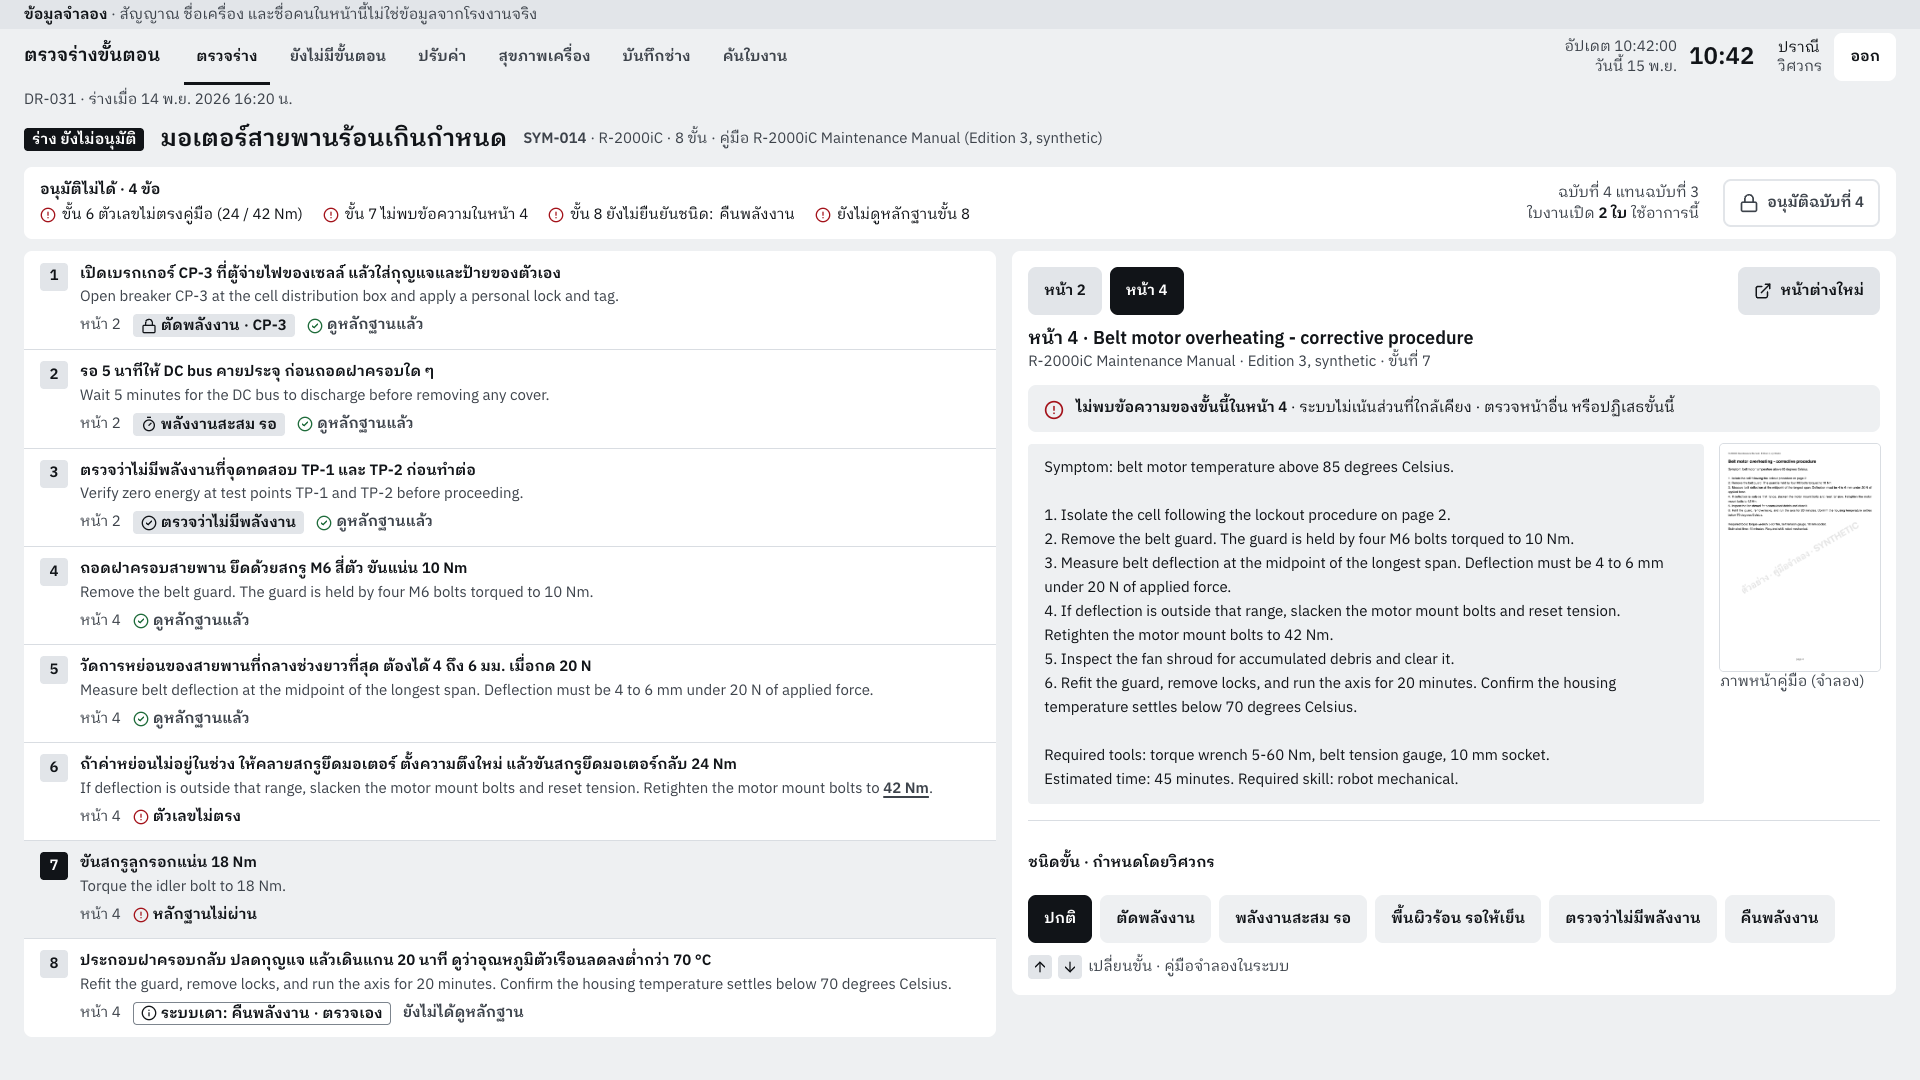 ข้อมูลจำลอง · สัญญาณ ชื่อเครื่อง และชื่อคนในหน้านี้ไม่ใช่ข้อมูลจากโรงงานจริง
ตรวจร่างขั้นตอน ตรวจร่าง ยังไม่มีขั้นตอน ปรับค่า สุขภาพเครื่อง บันทึกช่าง ค้นใบงาน
อัปเดต 10:42:00
วันนี้ 15 พ.ย.
10:42
ปราณี
วิศวกร
ออก
DR-031 · ร่างเมื่อ 14 พ.ย. 2026 16:20 น.
ร่าง ยังไม่อนุมัติ มอเตอร์สายพานร้อนเกินกำหนด SYM-014 · R-2000iC · 8 ขั้น · คู่มือ R-2000iC Maintenance Manual (Edition 3, synthetic)
อนุมัติไม่ได้ · 4 ข้อ
ขั้น 6 ตัวเลขไม่ตรงคู่มือ (24 / 42 Nm) ขั้น 7 ไม่พบข้อความในหน้า 4 ขั้น 8 ยังไม่ยืนยันชนิด: คืนพลังงาน ยังไม่ดูหลักฐานขั้น 8
ฉบับที่ 4 แทนฉบับที่ 3
ใบงานเปิด 2 ใบ ใช้อาการนี้
อนุมัติฉบับที่ 4
1 เปิดเบรกเกอร์ CP-3 ที่ตู้จ่ายไฟของเซลล์ แล้วใส่กุญแจและป้ายของตัวเอง
Open breaker CP-3 at the cell distribution box and apply a personal lock and tag.
หน้า 2 ตัดพลังงาน · CP-3 ดูหลักฐานแล้ว
2 รอ 5 นาทีให้ DC bus คายประจุ ก่อนถอดฝาครอบใด ๆ
Wait 5 minutes for the DC bus to discharge before removing any cover.
หน้า 2 พลังงานสะสม รอ ดูหลักฐานแล้ว
3 ตรวจว่าไม่มีพลังงานที่จุดทดสอบ TP-1 และ TP-2 ก่อนทำต่อ
Verify zero energy at test points TP-1 and TP-2 before proceeding.
หน้า 2 ตรวจว่าไม่มีพลังงาน ดูหลักฐานแล้ว
4 ถอดฝาครอบสายพาน ยึดด้วยสกรู M6 สี่ตัว ขันแน่น 10 Nm
Remove the belt guard. The guard is held by four M6 bolts torqued to 10 Nm.
หน้า 4 ดูหลักฐานแล้ว
5 วัดการหย่อนของสายพานที่กลางช่วงยาวที่สุด ต้องได้ 4 ถึง 6 มม. เมื่อกด 20 N
Measure belt deflection at the midpoint of the longest span. Deflection must be 4 to 6 mm under 20 N of applied force.
หน้า 4 ดูหลักฐานแล้ว
6 ถ้าค่าหย่อนไม่อยู่ในช่วง ให้คลายสกรูยึดมอเตอร์ ตั้งความตึงใหม่ แล้วขันสกรูยึดมอเตอร์กลับ 24 Nm
If deflection is outside that range, slacken the motor mount bolts and reset tension. Retighten the motor mount bolts to 42 Nm.
หน้า 4 ตัวเลขไม่ตรง
7 ขันสกรูลูกรอกแน่น 18 Nm
Torque the idler bolt to 18 Nm.
หน้า 4 หลักฐานไม่ผ่าน
8 ประกอบฝาครอบกลับ ปลดกุญแจ แล้วเดินแกน 20 นาที ดูว่าอุณหภูมิตัวเรือนลดลงต่ำกว่า 70 °C
Refit the guard, remove locks, and run the axis for 20 minutes. Confirm the housing temperature settles below 70 degrees Celsius.
หน้า 4 ระบบเดา: คืนพลังงาน · ตรวจเอง ยังไม่ได้ดูหลักฐาน
หน้า 2 หน้า 4 หน้าต่างใหม่
หน้า 4 · Belt motor overheating - corrective procedure
R-2000iC Maintenance Manual · Edition 3, synthetic · ขั้นที่ 7
ไม่พบข้อความของขั้นนี้ในหน้า 4 · ระบบไม่เน้นส่วนที่ใกล้เคียง · ตรวจหน้าอื่น หรือปฏิเสธขั้นนี้
Symptom: belt motor temperature above 85 degrees Celsius.
1. Isolate the cell following the lockout procedure on page 2.
2. Remove the belt guard. The guard is held by four M6 bolts torqued to 10 Nm.
3. Measure belt deflection at the midpoint of the longest span. Deflection must be 4 to 6 mm
under 20 N of applied force.
4. If deflection is outside that range, slacken the motor mount bolts and reset tension.
Retighten the motor mount bolts to 42 Nm.
5. Inspect the fan shroud for accumulated debris and clear it.
6. Refit the guard, remove locks, and run the axis for 20 minutes. Confirm the housing
temperature settles below 70 degrees Celsius.
Required tools: torque wrench 5-60 Nm, belt tension gauge, 10 mm socket.
Estimated time: 45 minutes. Required skill: robot mechanical.
Belt motor overheating - corrective procedure
ตัวอย่าง · คู่มือจำลอง · SYNTHETIC
ภาพหน้าคู่มือ (จำลอง)
ชนิดขั้น · กำหนดโดยวิศวกร
ปกติ ตัดพลังงาน พลังงานสะสม รอ พื้นผิวร้อน รอให้เย็น ตรวจว่าไม่มีพลังงาน คืนพลังงาน
เปลี่ยนขั้น · คู่มือจำลองในระบบ